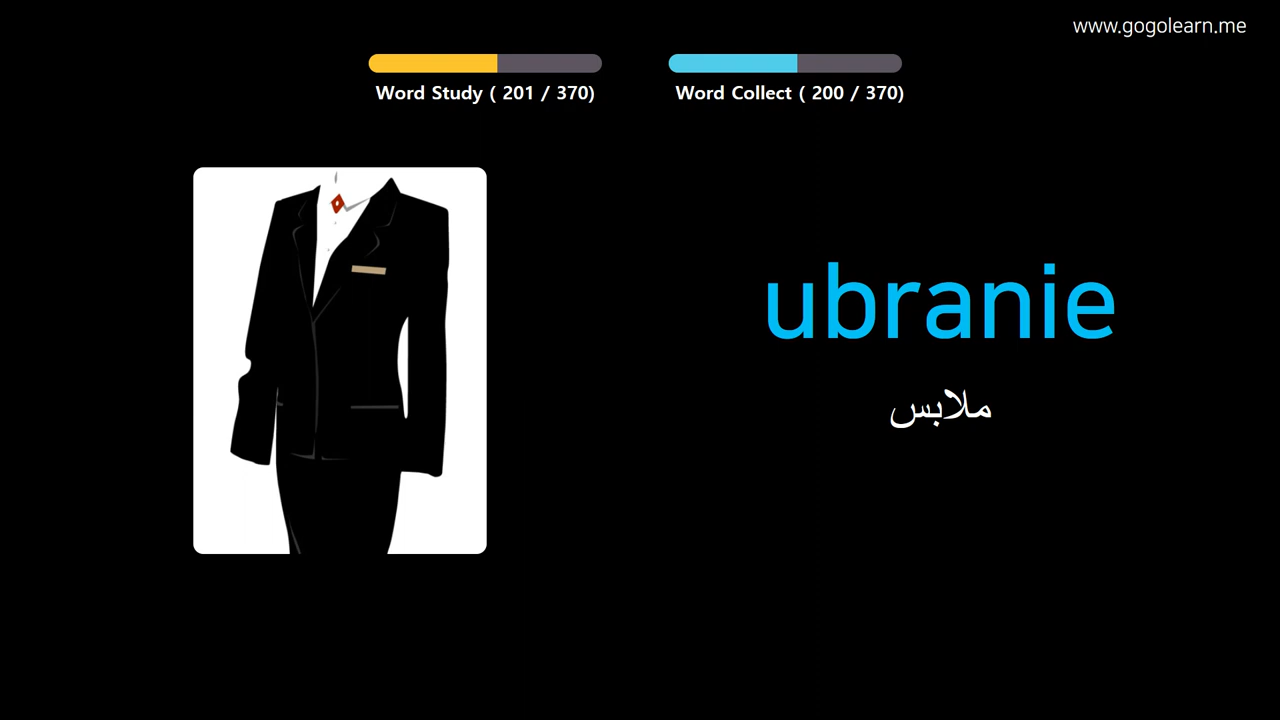 www.gogolearn.me
Word Study ( 201 / 370)
Word Collect ( 200 / 370)
ubranie
ملابس